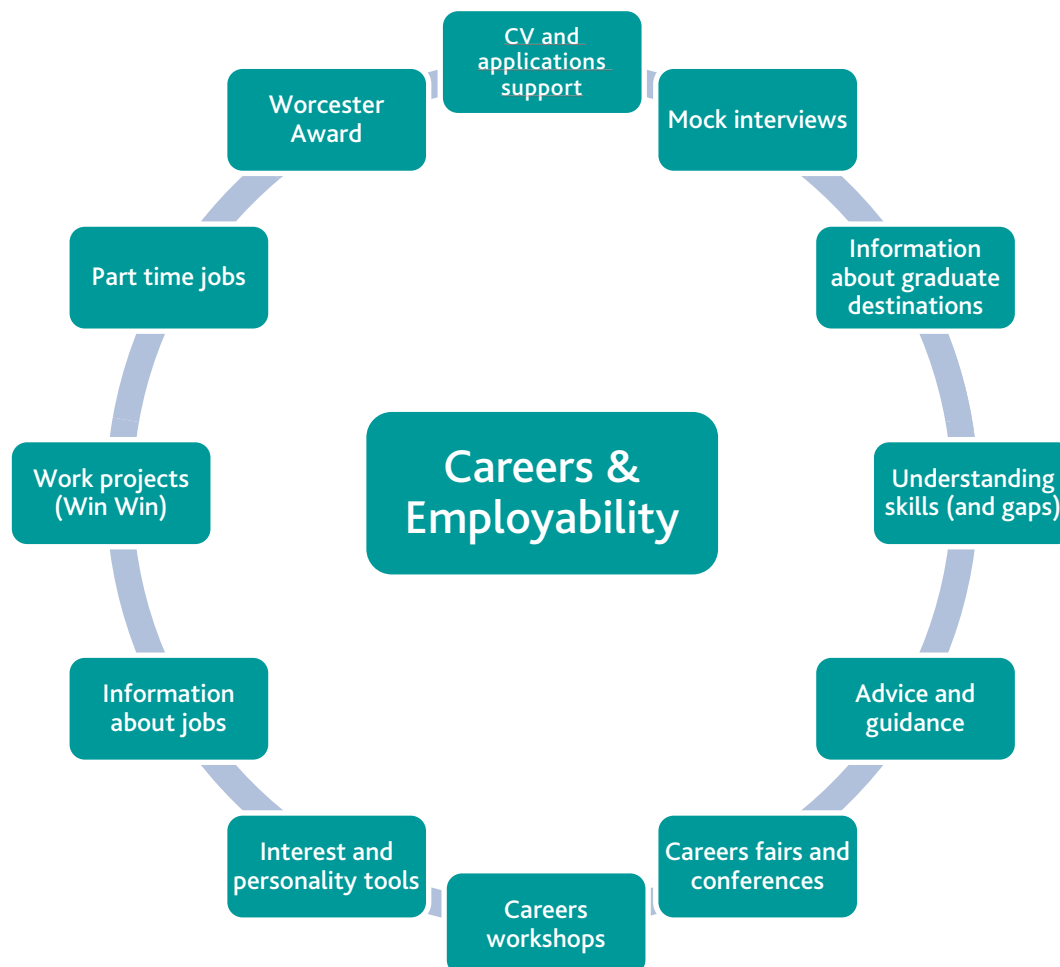 CV and
applications
support
Mock interviews
Information
about graduate
destinations
Understanding
skills (and gaps)
Advice and
guidance
Careers fairs and
conferences
Careers
workshops
Interest and
personality tools
Information
about jobs
Work projects
(Win Win)
Part time jobs
Worcester
Award
Careers &
Employability